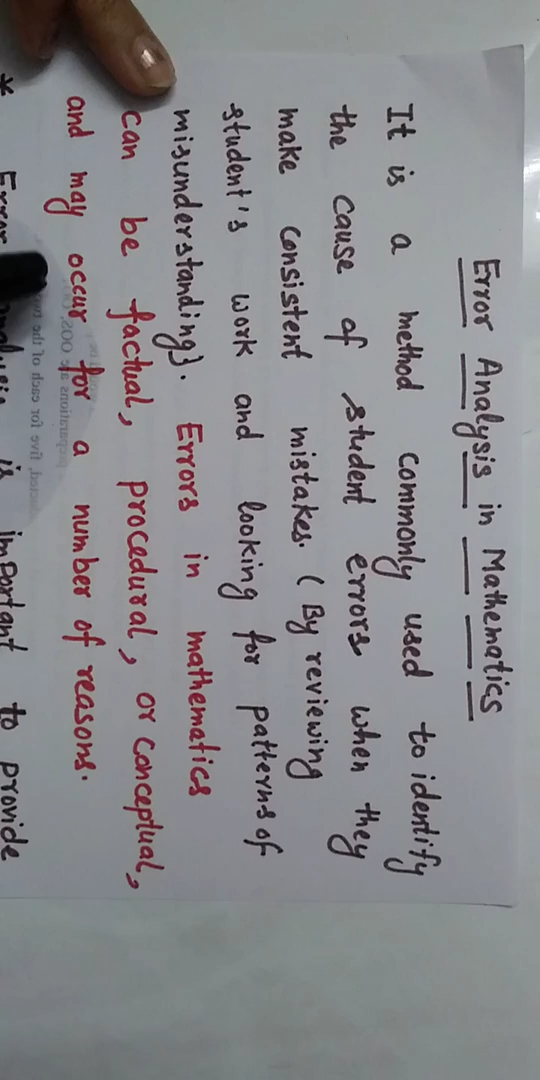 Error Analysis in Mathematics
It is a method commonly used to identify
the cause of student errors when they
make consistent mistakes. (By reviewing
student's work and looking for patterns of
misunderstanding}. Errors in mathematics
can be factual, procedural, or conceptual,
and may occur for a number of reasons.
* Error is important to provide